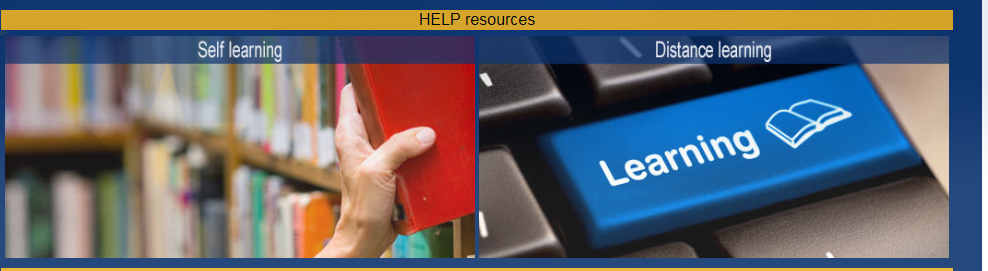 HELP resources
Self learning
Distance learning
Learning